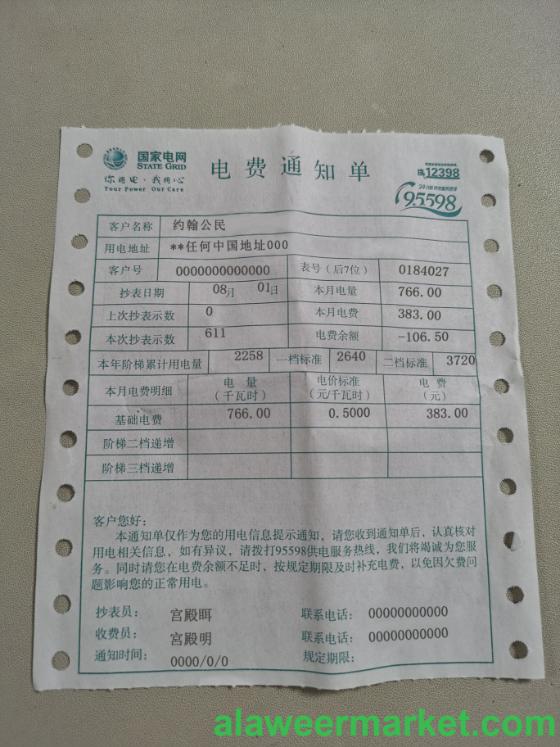 国家电网
STATE GRID
你用电·我用心
Your Power Our Care
电费通知单
12398
24小时供电服务热线
95598
客户名称 约翰公民
用电地址 **任何中国地址000
客户号 0000000000000 表号（后7位） 0184027
抄表日期 08月 01日 本月电量 766.00
上次抄表示数 0 本月电费 383.00
本次抄表示数 611 电费余额 -106.50
本年阶梯累计用电量 2258 一档标准 2640 二档标准 3720
本月电费明细 电量（千瓦时） 电价标准（元/千瓦时） 电费（元）
基础电费 766.00 0.5000 383.00
阶梯二档递增
阶梯三档递增
客户您好：
本通知单仅作为您的用电信息提示通知，请您收到通知单后，认真核对
对用电相关信息，如有异议，请拨打95598供电服务热线，我们将竭诚为您服
务。同时请您在电费余额不足时，按规定期限及时补充电费，以免因欠费问
题影响您的正常用电。
抄表员： 宫殿眲 联系电话： 00000000000
收费员： 宫殿明 联系电话： 00000000000
通知时间： 0000/0/0 规定期限：
alaweermarket.com